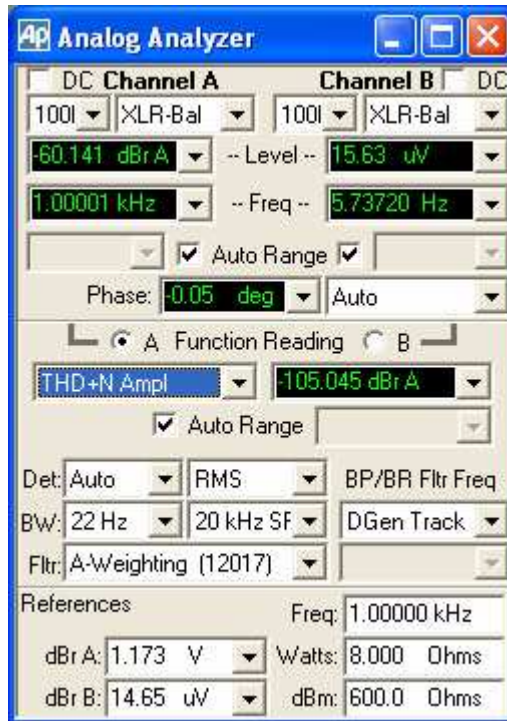 Ap Analog Analyzer
DC Channel A Channel B DC
XLR-Bal XLR-Bal
-60.141 dBr A -- Level -- 15.63 uV
1.00001 kHz -- Freq -- 5.73720 Hz
Auto Range
Phase: -0.05 deg Auto
A Function Reading B
THD+N Ampl -105.045 dBr A
Auto Range
Det: Auto RMS BP/BR Fltr Freq
BW: 22 Hz 20 kHz SF DGen Track
Fltr: A-Weighting (12017)
References Freq: 1.00000 kHz
dBr A: 1.173 V Watts: 8.000 Ohms
dBr B: 14.65 uV dBm: 600.0 Ohms